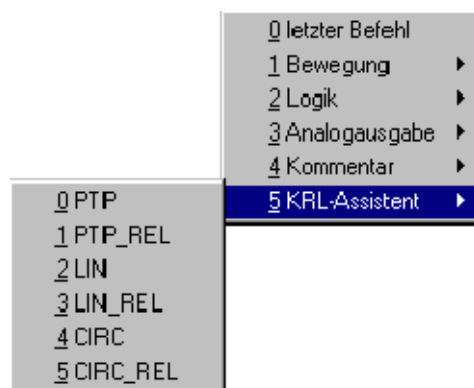 0 letzter Befehl
1 Bewegung
2 Logik
3 Analogausgabe
4 Kommentar
5 KRL-Assistent
0 PTP
1 PTP_REL
2 LIN
3 LIN_REL
4 CIRC
5 CIRC_REL